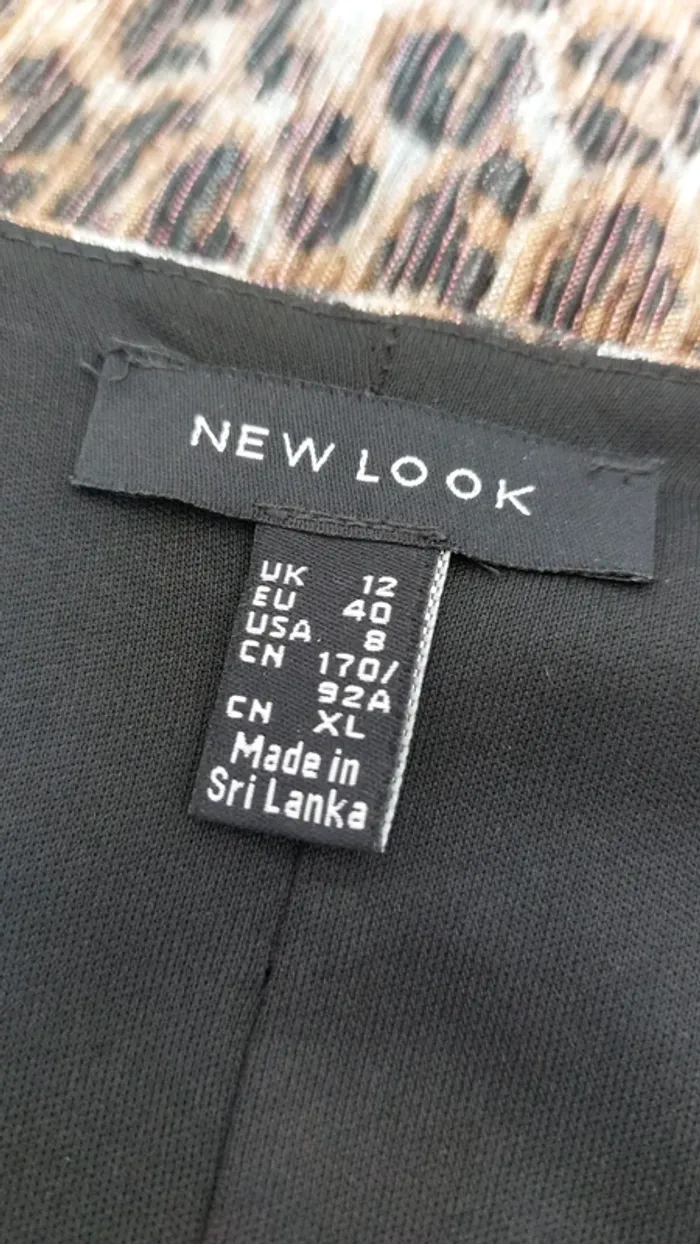 NEW LOOK
UK 12
EU 40
USA 8
CN 170/
92A
CN XL
Made in
Sri Lanka